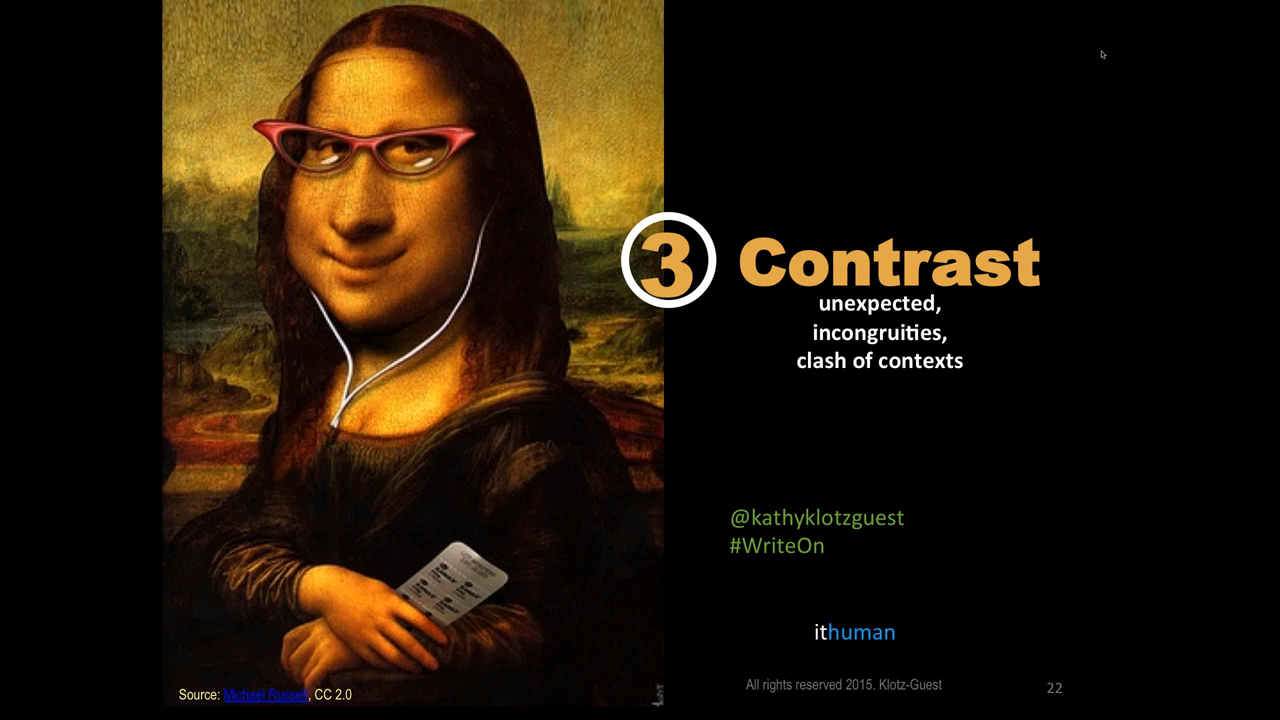 3 Contrast
unexpected,
incongruities,
clash of contexts
@kathyklotzguest
#WriteOn
ithuman
Source: Michael Russell, CC 2.0
All rights reserved 2015. Klotz-Guest
22